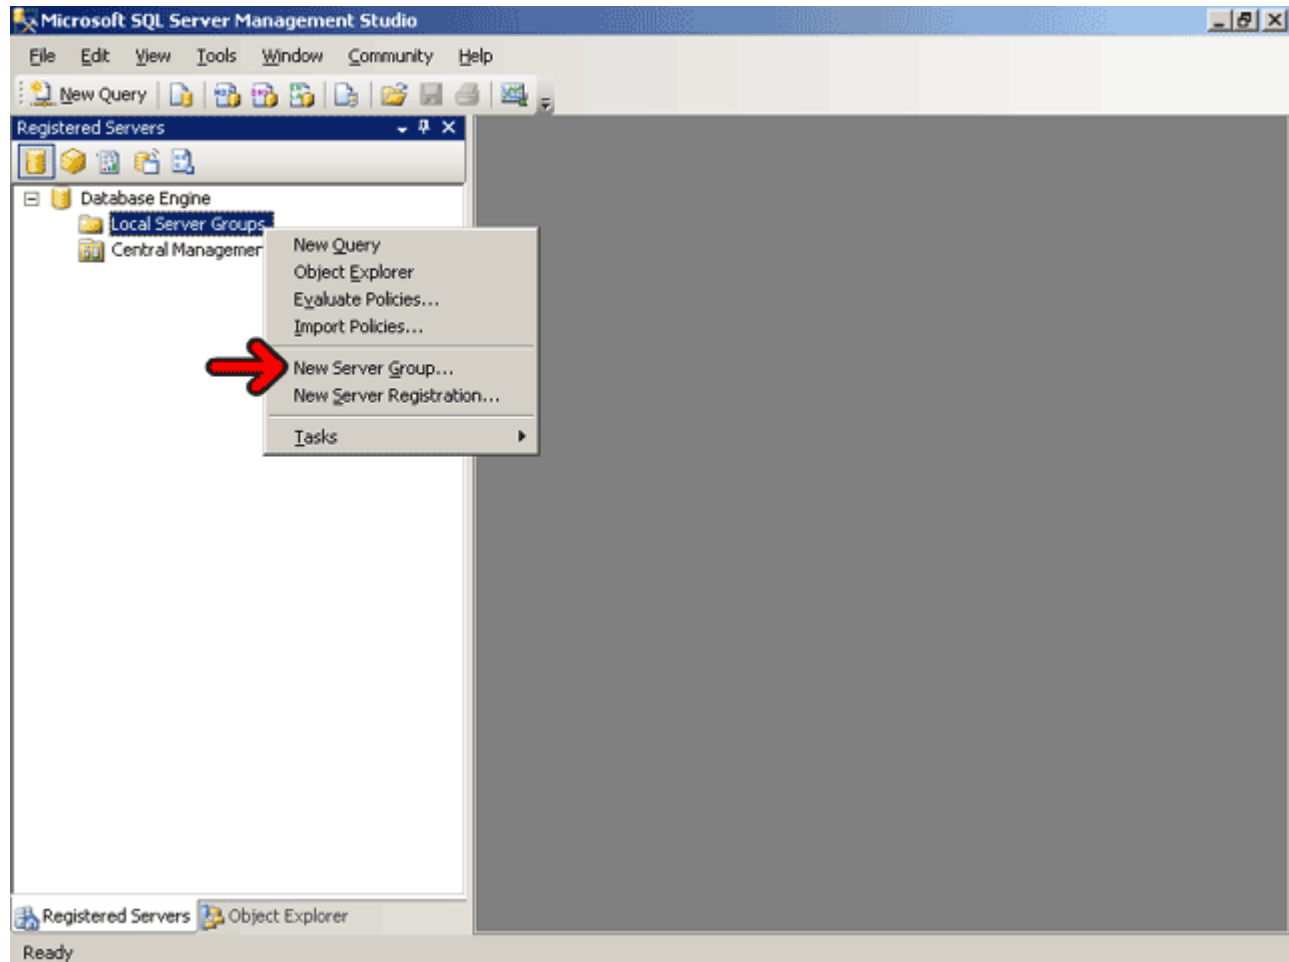 Microsoft SQL Server Management Studio
File Edit View Tools Window Community Help
New Query
Registered Servers
Database Engine
Local Server Groups
Central Managemen
New Query
Object Explorer
Evaluate Policies...
Import Policies...
New Server Group...
New Server Registration...
Tasks
Registered Servers Object Explorer
Ready